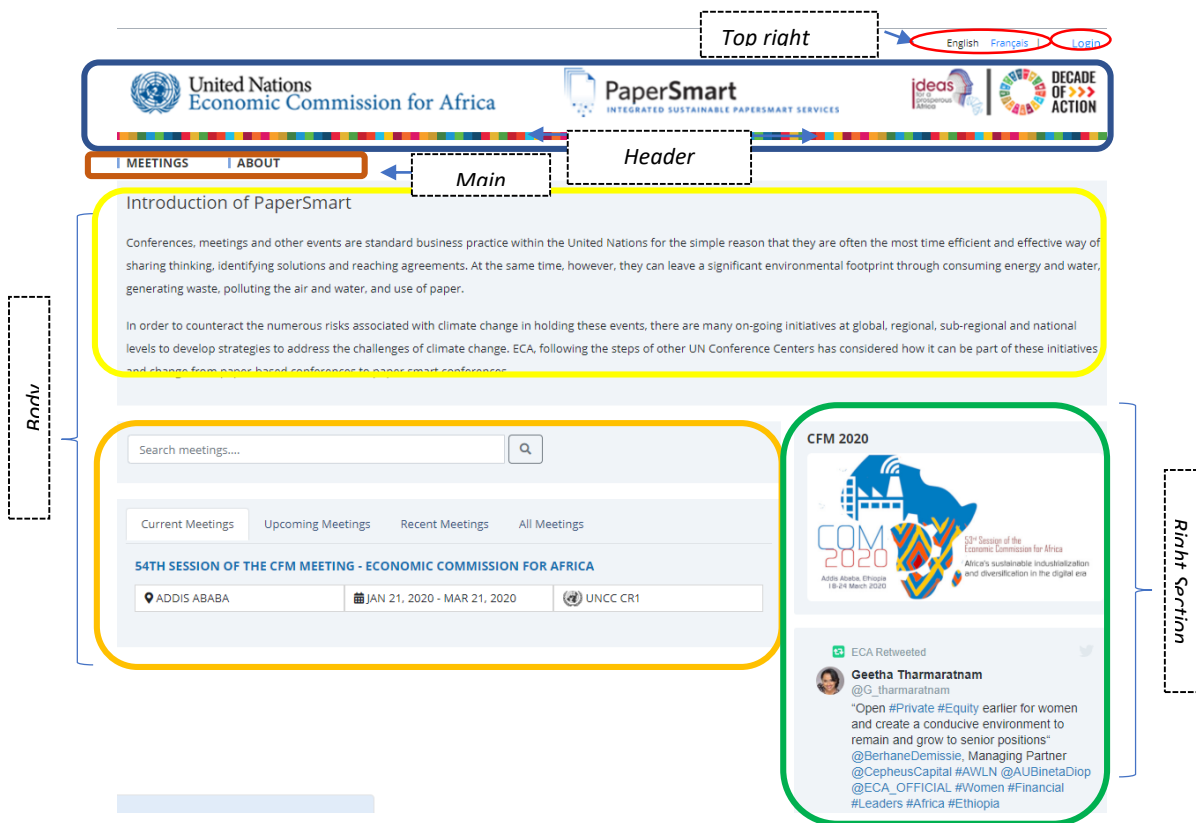 Top right
English Français | Login
United Nations
Economic Commission for Africa
PaperSmart
INTEGRATED SUSTAINABLE PAPERSMART SERVICES
ideas
for a
prosperous
Africa
DECADE
OF >>>
ACTION
Header
MEETINGS
ABOUT
Main
Introduction of PaperSmart
Conferences, meetings and other events are standard business practice within the United Nations for the simple reason that they are often the most time efficient and effective way of
sharing thinking, identifying solutions and reaching agreements. At the same time, however, they can leave a significant environmental footprint through consuming energy and water,
generating waste, polluting the air and water, and use of paper.
In order to counteract the numerous risks associated with climate change in holding these events, there are many on-going initiatives at global, regional, sub-regional and national
levels to develop strategies to address the challenges of climate change. ECA, following the steps of other UN Conference Centers has considered how it can be part of these initiatives
and change from paper-based conferences to paper smart conferences.
Body
Search meetings....
Current Meetings Upcoming Meetings Recent Meetings All Meetings
54TH SESSION OF THE CFM MEETING - ECONOMIC COMMISSION FOR AFRICA
ADDIS ABABA
JAN 21, 2020 - MAR 21, 2020
UNCC CR1
CFM 2020
COM
2020
Addis Ababa, Ethiopia
18-24 March 2020
53rd Session of the
Economic Commission for Africa
Africa's sustainable industrialization
and diversification in the digital era
Right Section
ECA Retweeted
Geetha Tharmaratnam
@G_tharmaratnam
"Open #Private #Equity earlier for women
and create a conducive environment to
remain and grow to senior positions"
@BerhaneDemissie, Managing Partner
@CepheusCapital #AWLN @AUBinetaDiop
@ECA_OFFICIAL #Women #Financial
#Leaders #Africa #Ethiopia